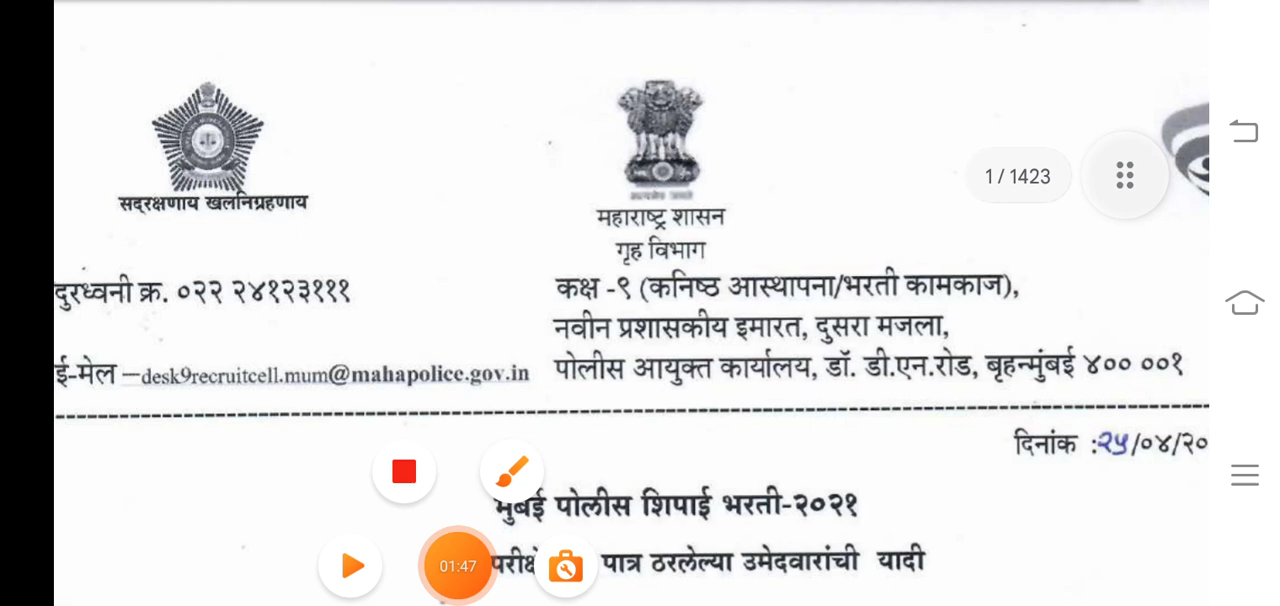 सद्‌रक्षणाय खलनिग्रहणाय
महाराष्ट्र शासन
गृह विभाग
1 / 1423
दुरध्वनी क्र. ०२२ २४१२३१११
कक्ष -९ (कनिष्ठ आस्थापना/भरती कामकाज),
नवीन प्रशासकीय इमारत, दुसरा मजला,
ई-मेल –desk9recruitcell.mum@mahapolice.gov.in
पोलीस आयुक्त कार्यालय, डॉ. डी.एन.रोड, बृहन्मुंबई ४०० ००१
दिनांक :२५/०४/२०
मुंबई पोलीस शिपाई भरती-२०२१
पात्र ठरलेल्या उमेदवारांची यादी
01:47